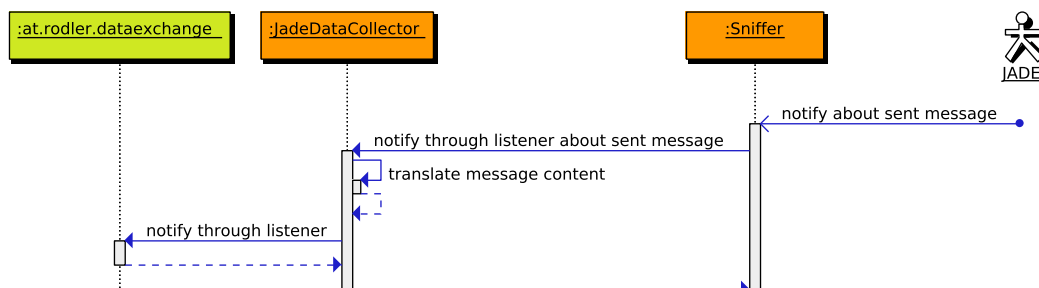 :at.rodler.dataexchange
:JadeDataCollector
:Sniffer
JADE
notify about sent message
notify through listener about sent message
translate message content
notify through listener